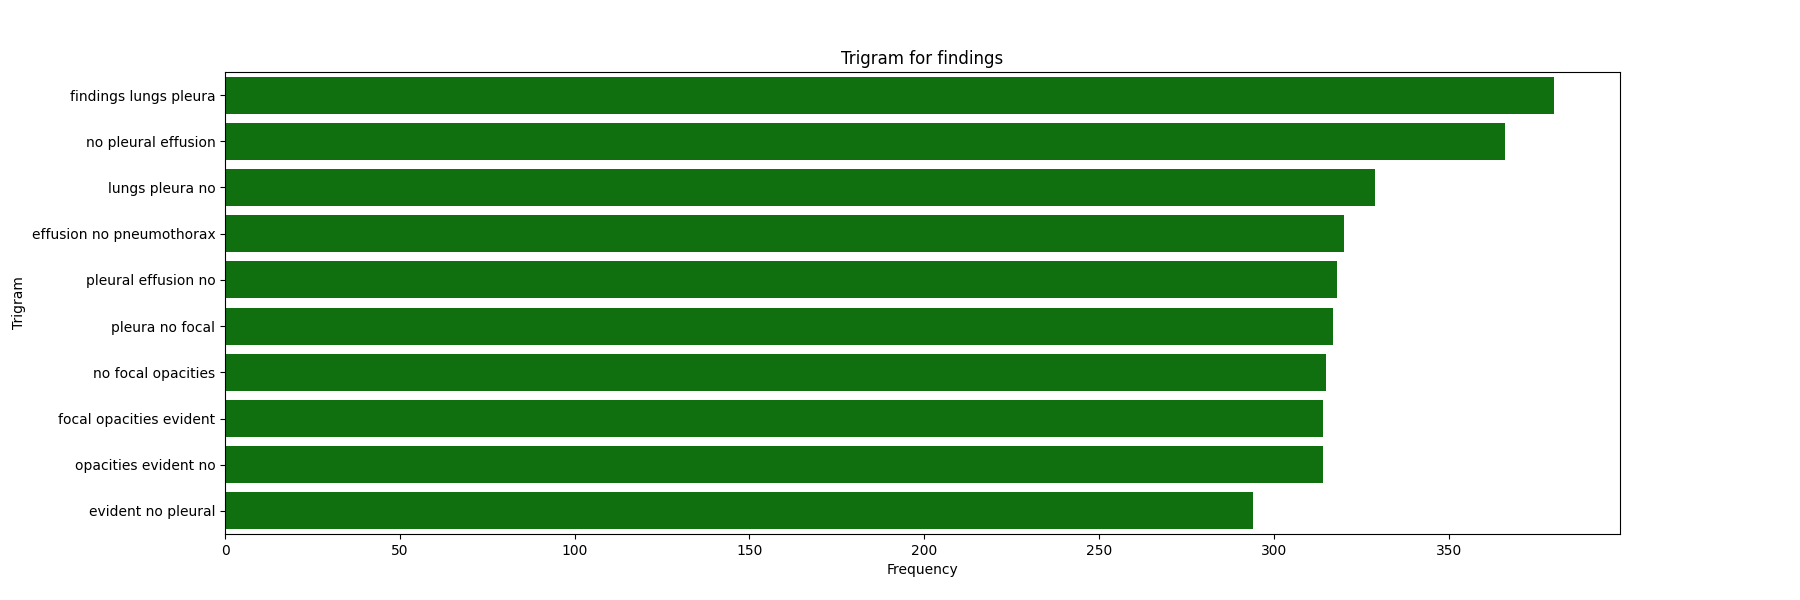 Trigram for findings
findings lungs pleura
no pleural effusion
lungs pleura no
effusion no pneumothorax
pleural effusion no
pleura no focal
no focal opacities
focal opacities evident
opacities evident no
evident no pleural
Trigram
0 50 100 150 200 250 300 350
Frequency